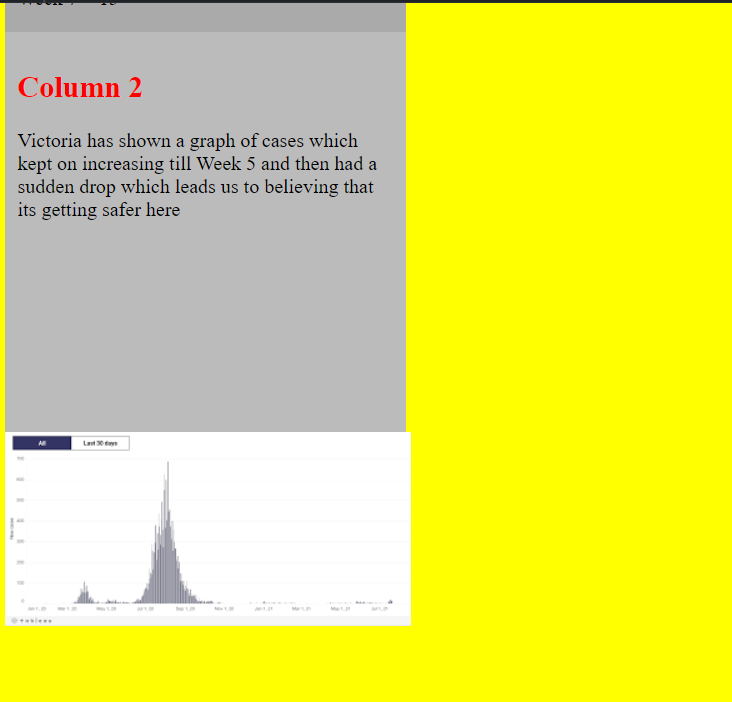 Column 2
Victoria has shown a graph of cases which
kept on increasing till Week 5 and then had a
sudden drop which leads us to believing that
its getting safer here
All
Last 30 days
700
600
500
400
300
200
100
0
New cases
Jan 1, 20 Mar 1, 20 May 1, 20 Jul 1, 20 Sep 1, 20 Nov 1, 20 Jan 1, 21 Mar 1, 21 May 1, 21 Jul 1, 21
+ a b l e a u